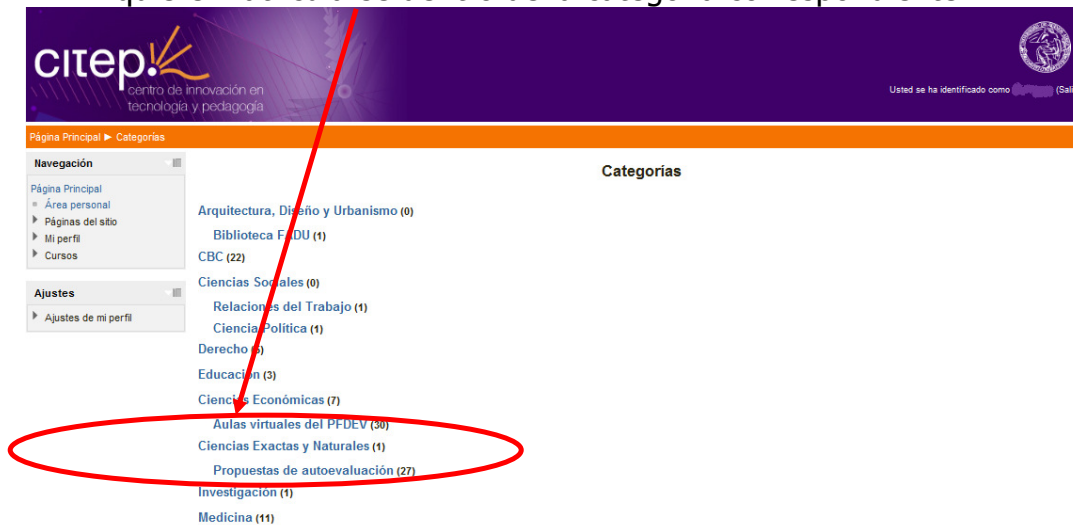 citep.
centro de innovación en
tecnología y pedagogía
Usted se ha identificado como (Sali
Página Principal ► Categorías
Navegación
Página Principal
Área personal
Páginas del sitio
Mi perfil
Cursos
Ajustes
Ajustes de mi perfil
Categorías
Arquitectura, Diseño y Urbanismo (0)
Biblioteca FADU (1)
CBC (22)
Ciencias Sociales (0)
Relaciones del Trabajo (1)
Ciencia Política (1)
Derecho
Educación (3)
Ciencias Económicas (7)
Aulas virtuales del PFDEV (30)
Ciencias Exactas y Naturales (1)
Propuestas de autoevaluación (27)
Investigación (1)
Medicina (11)